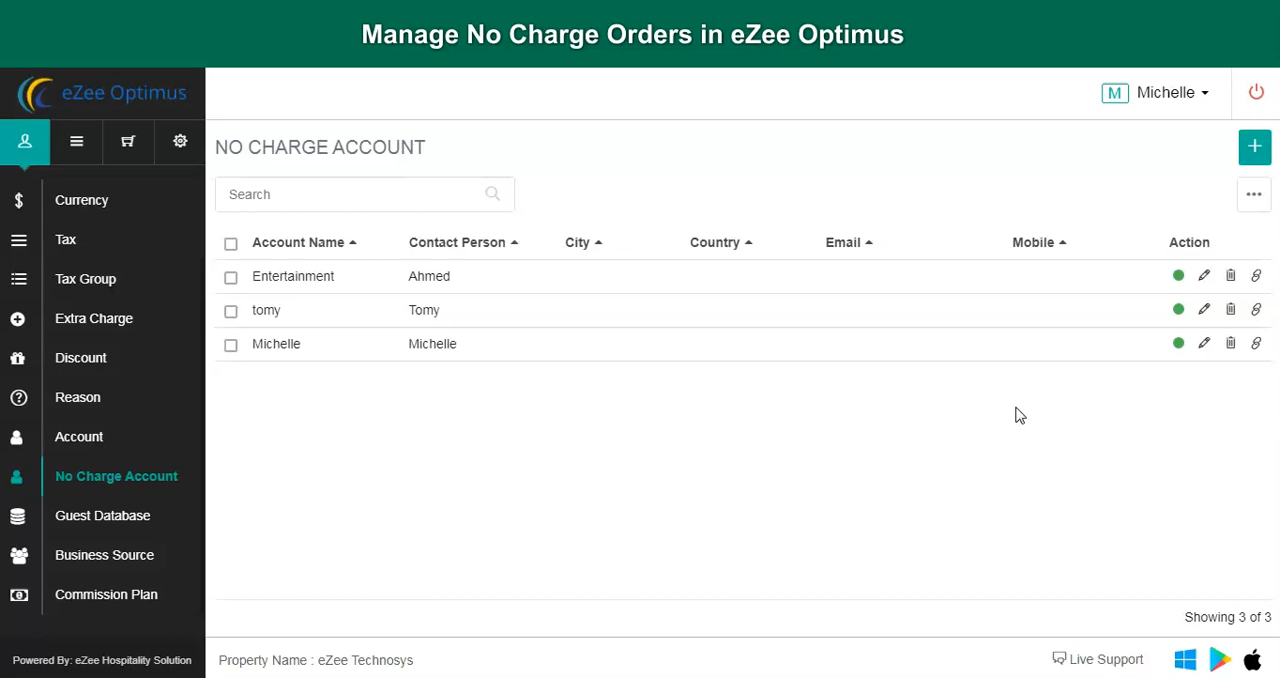 Manage No Charge Orders in eZee Optimus
eZee Optimus
M Michelle
NO CHARGE ACCOUNT
Search
Account Name Contact Person City Country Email Mobile Action
Entertainment Ahmed
tomy Tomy
Michelle Michelle
Currency
Tax
Tax Group
Extra Charge
Discount
Reason
Account
No Charge Account
Guest Database
Business Source
Commission Plan
Showing 3 of 3
Powered By: eZee Hospitality Solution
Property Name : eZee Technosys
Live Support